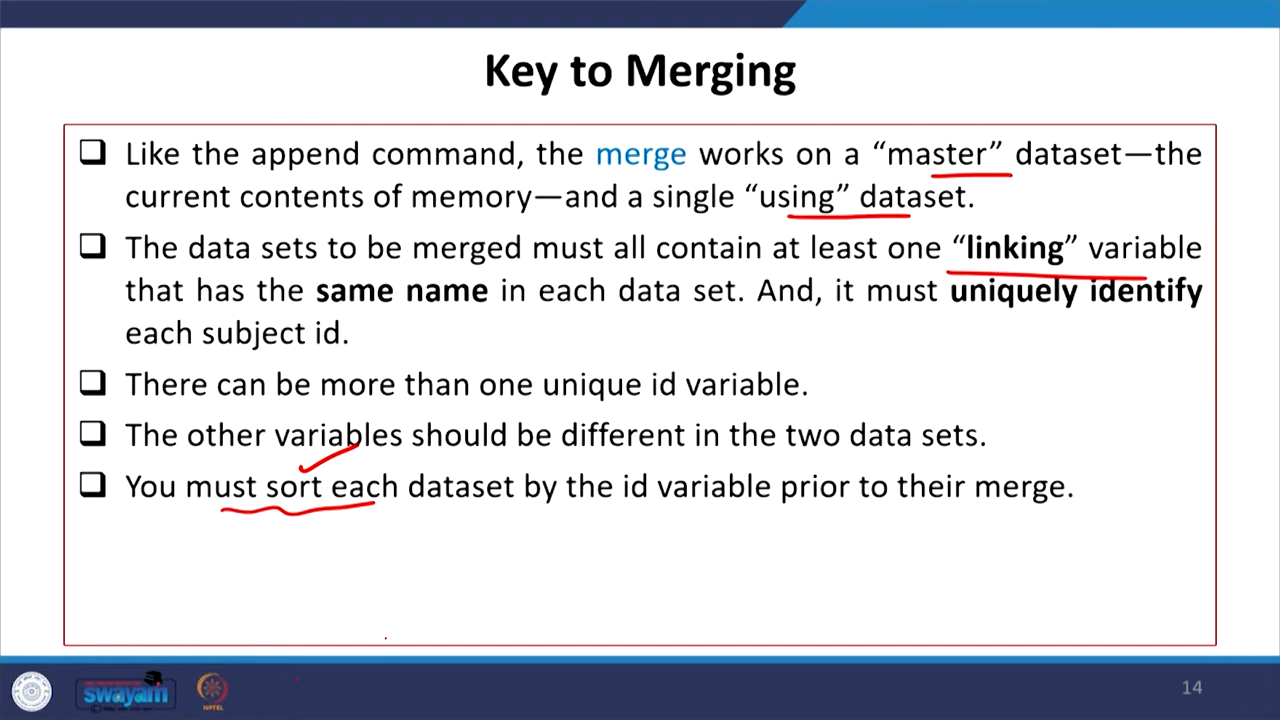 Key to Merging
Like the append command, the merge works on a “master” dataset—the
current contents of memory—and a single “using” dataset.
The data sets to be merged must all contain at least one “linking” variable
that has the same name in each data set. And, it must uniquely identify
each subject id.
There can be more than one unique id variable.
The other variables should be different in the two data sets.
You must sort each dataset by the id variable prior to their merge.
swayam
NPTEL
14